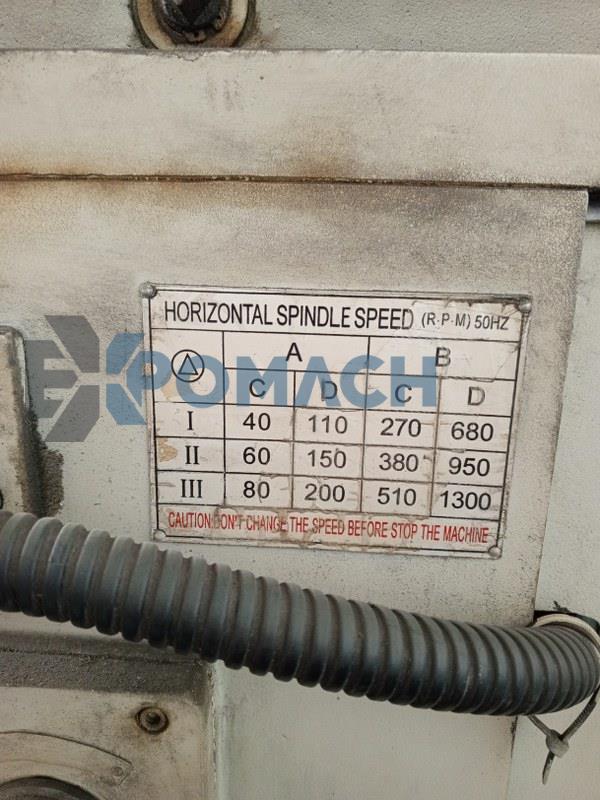 HORIZONTAL SPINDLE SPEED (R·P·M) 50HZ
A B
C D C D
I 40 110 270 680
II 60 150 380 950
III 80 200 510 1300
CAUTION:DON'T CHANGE THE SPEED BEFORE STOP THE MACHINE
EXPOMACH